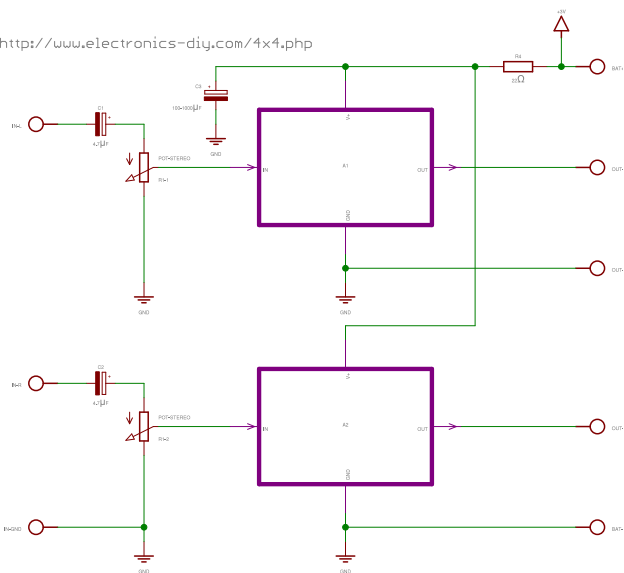 +3V
http://www.electronics-diy.com/4x4.php
R4
BAT+
22Ω
C3
+
100-1000µF
GND
C1
+
IN-L
4.7µF
V+
POT-STEREO
IN
A1
OUT
OUT-
R1-1
GND
OUT-
GND
GND
C2
+
IN-R
4.7µF
V+
POT-STEREO
IN
A2
OUT
OUT-
R1-2
GND
IN-GND
BAT-
GND
GND